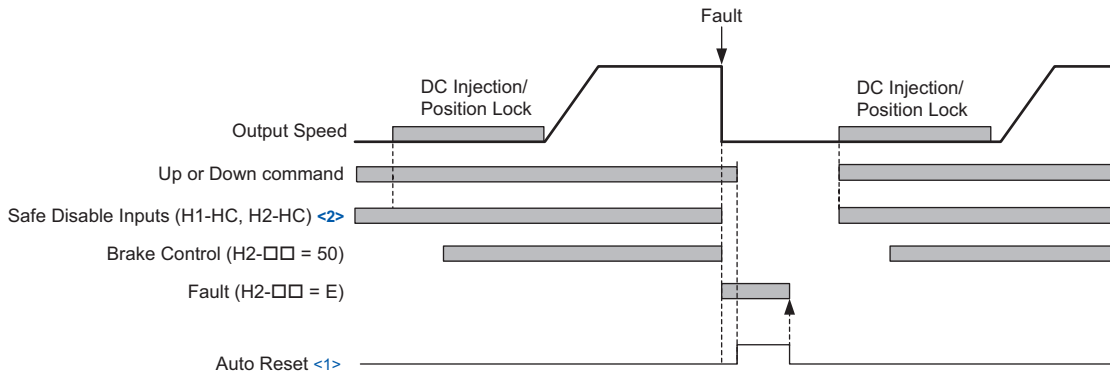 Fault
DC Injection/
Position Lock
DC Injection/
Position Lock
Output Speed
Up or Down command
Safe Disable Inputs (H1-HC, H2-HC) <2>
Brake Control (H2-□□ = 50)
Fault (H2-□□ = E)
Auto Reset <1>